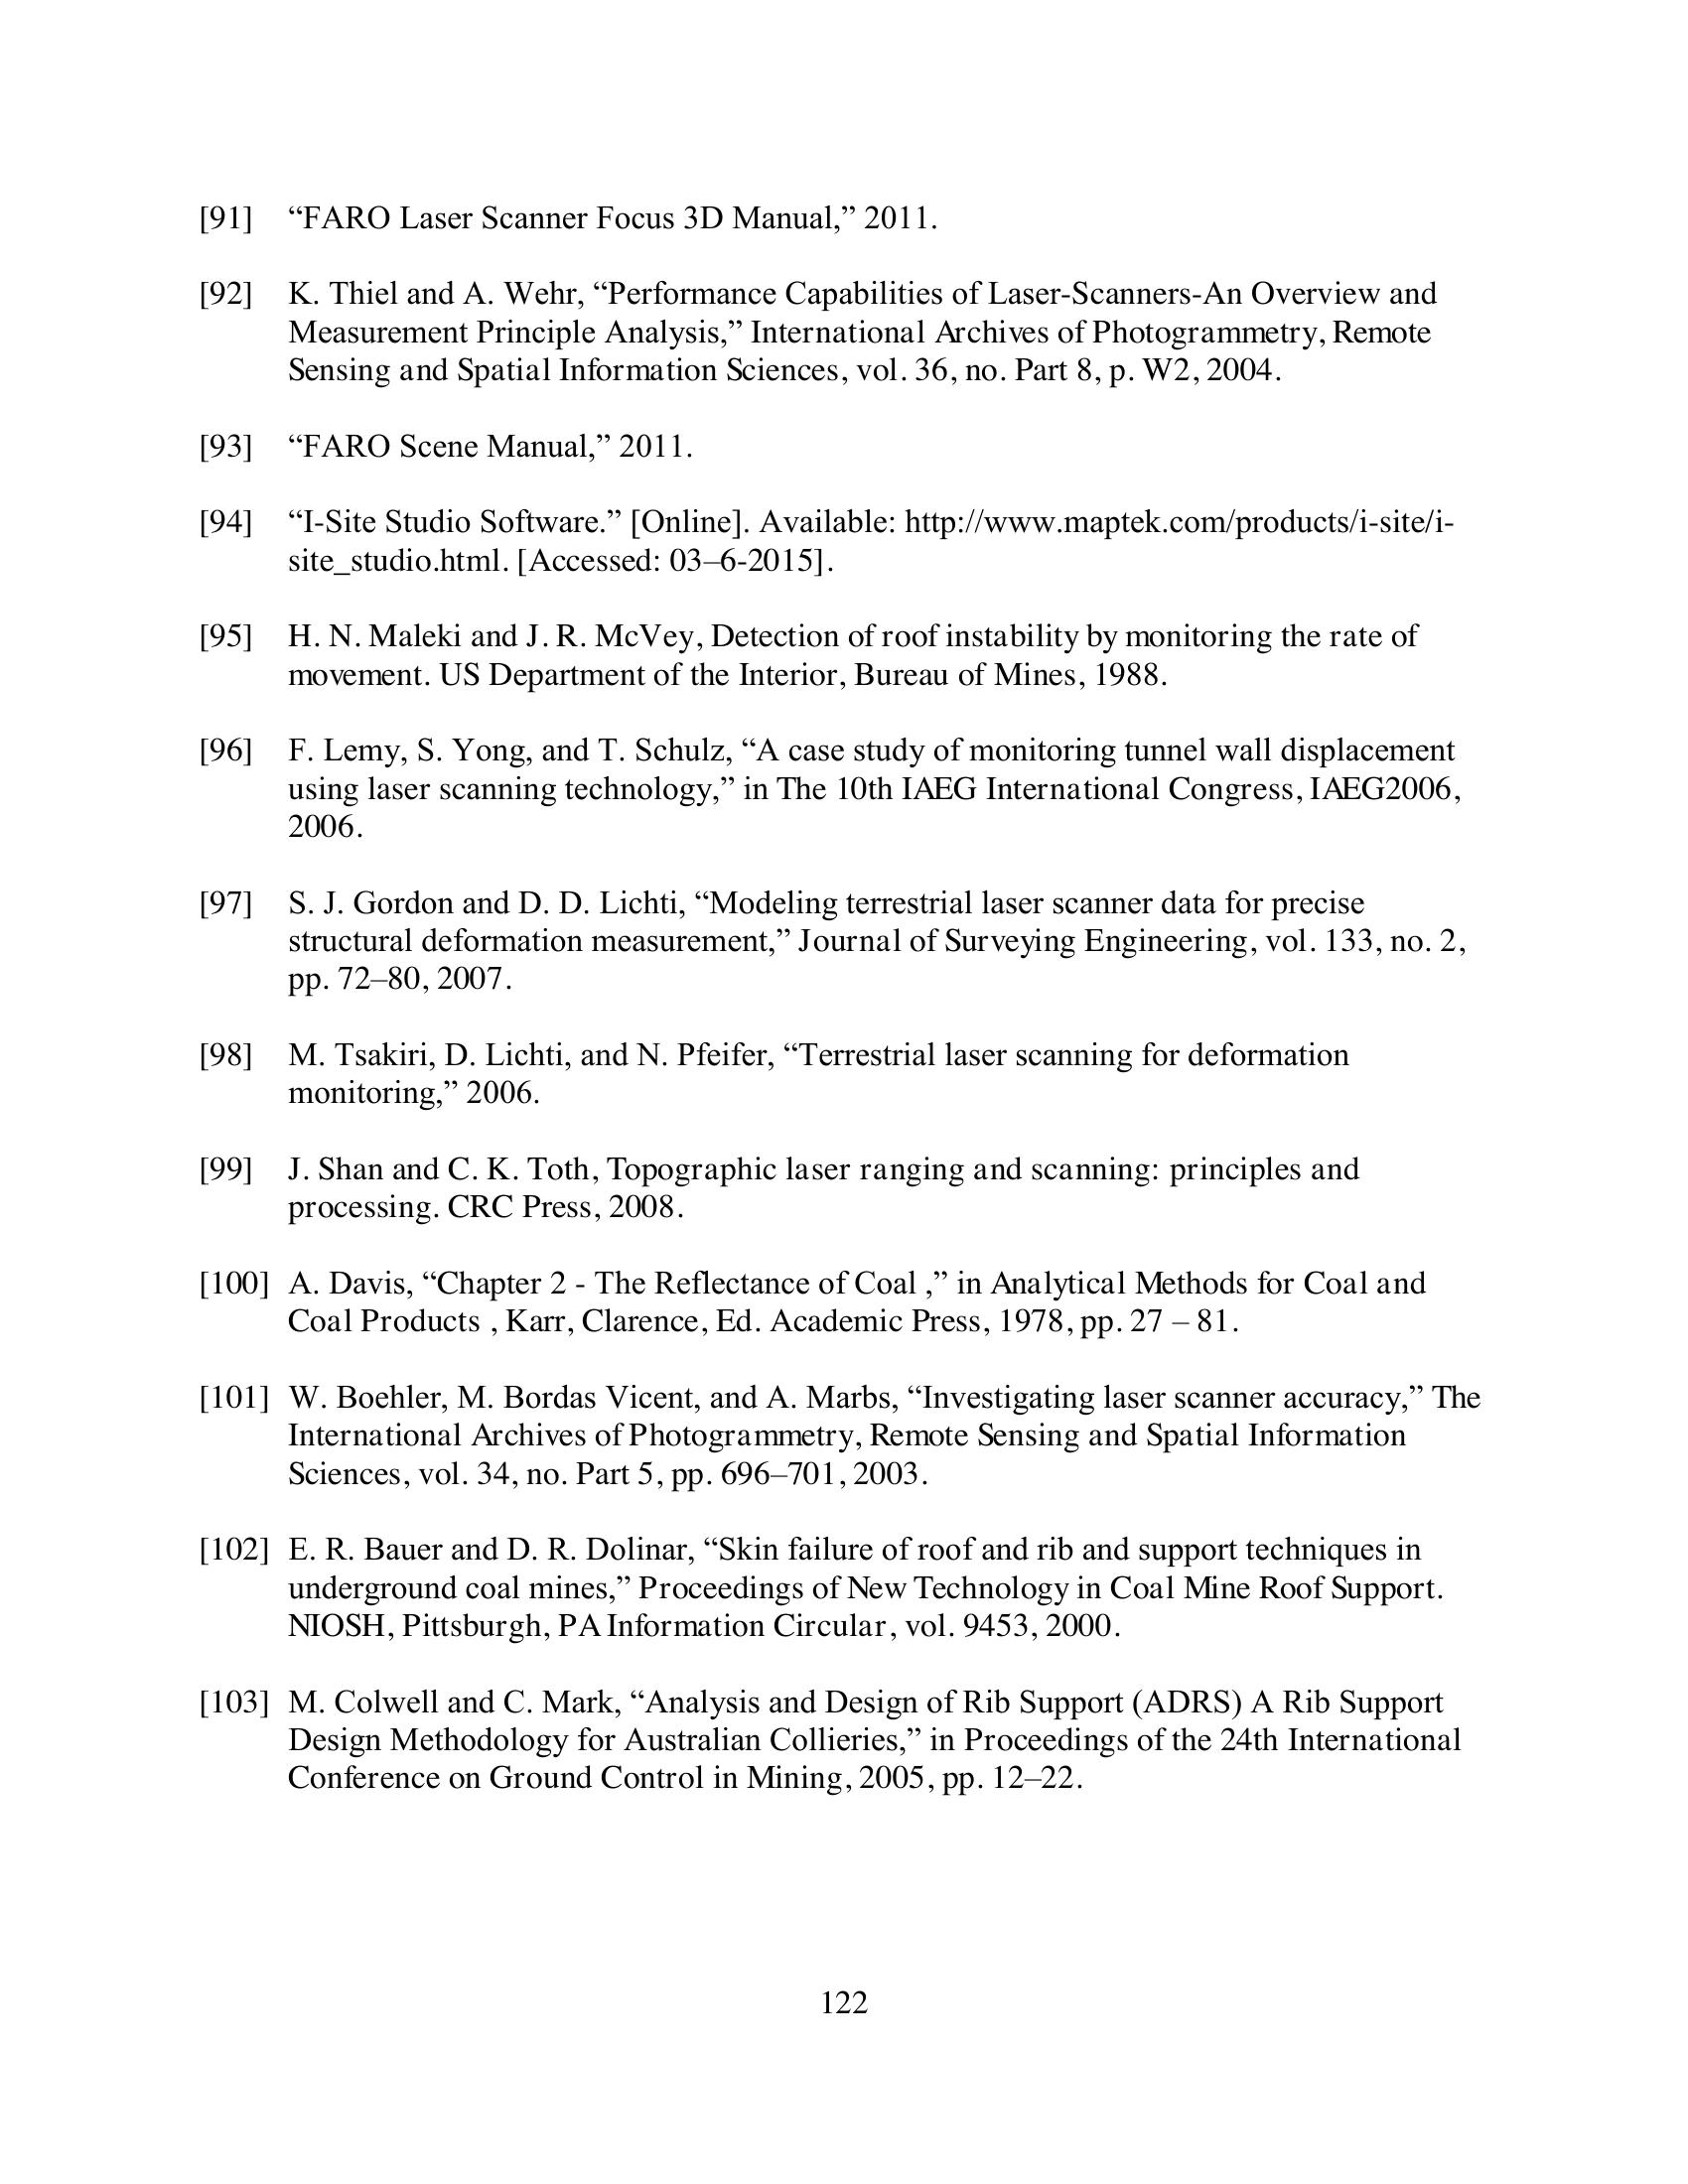 [91] “FARO Laser Scanner Focus 3D Manual,” 2011.
[92] K. Thiel and A. Wehr, “Performance Capabilities of Laser-Scanners-An Overview and
Measurement Principle Analysis,” International Archives of Photogrammetry, Remote
Sensing and Spatial Information Sciences, vol. 36, no. Part 8, p. W2, 2004.
[93] “FARO Scene Manual,” 2011.
[94] “I-Site Studio Software.” [Online]. Available: http://www.maptek.com/products/i-site/i-
site_studio.html. [Accessed: 03–6-2015].
[95] H. N. Maleki and J. R. McVey, Detection of roof instability by monitoring the rate of
movement. US Department of the Interior, Bureau of Mines, 1988.
[96] F. Lemy, S. Yong, and T. Schulz, “A case study of monitoring tunnel wall displacement
using laser scanning technology,” in The 10th IAEG International Congress, IAEG2006,
2006.
[97] S. J. Gordon and D. D. Lichti, “Modeling terrestrial laser scanner data for precise
structural deformation measurement,” Journal of Surveying Engineering, vol. 133, no. 2,
pp. 72–80, 2007.
[98] M. Tsakiri, D. Lichti, and N. Pfeifer, “Terrestrial laser scanning for deformation
monitoring,” 2006.
[99] J. Shan and C. K. Toth, Topographic laser ranging and scanning: principles and
processing. CRC Press, 2008.
[100] A. Davis, “Chapter 2 - The Reflectance of Coal ,” in Analytical Methods for Coal and
Coal Products , Karr, Clarence, Ed. Academic Press, 1978, pp. 27 – 81.
[101] W. Boehler, M. Bordas Vicent, and A. Marbs, “Investigating laser scanner accuracy,” The
International Archives of Photogrammetry, Remote Sensing and Spatial Information
Sciences, vol. 34, no. Part 5, pp. 696–701, 2003.
[102] E. R. Bauer and D. R. Dolinar, “Skin failure of roof and rib and support techniques in
underground coal mines,” Proceedings of New Technology in Coal Mine Roof Support.
NIOSH, Pittsburgh, PA Information Circular, vol. 9453, 2000.
[103] M. Colwell and C. Mark, “Analysis and Design of Rib Support (ADRS) A Rib Support
Design Methodology for Australian Collieries,” in Proceedings of the 24th International
Conference on Ground Control in Mining, 2005, pp. 12–22.
122